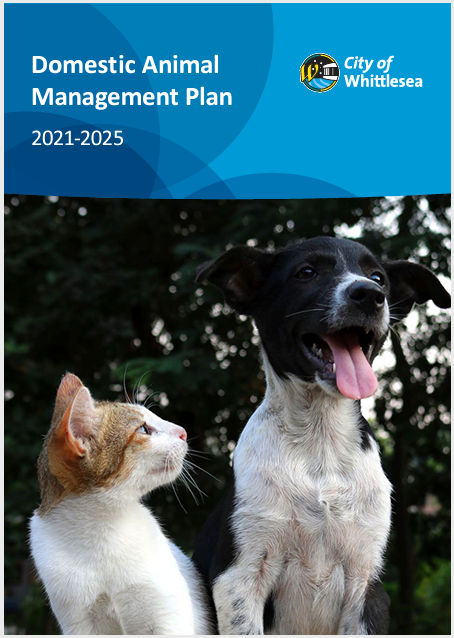 Domestic Animal
Management Plan
2021-2025
City of
Whittlesea